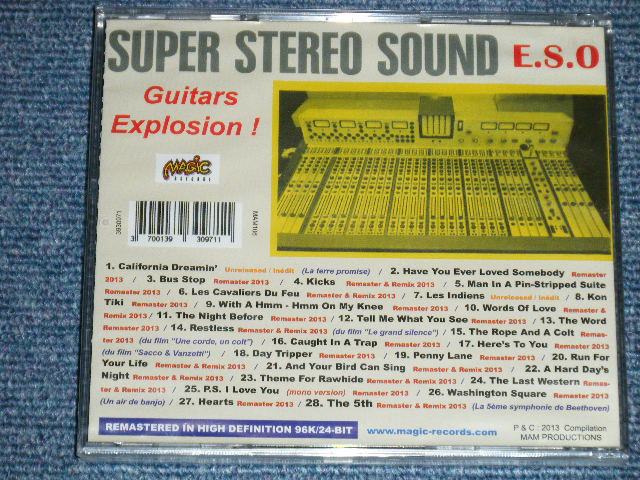 SUPER STEREO SOUND E.S.O
Guitars
Explosion !
MAGIC
RECORDS
3930971
MAM106
3 700139 309711
1. California Dreamin' Unreleased / Inédit (La terre promise) / 2. Have You Ever Loved Somebody Remaster
2013 / 3. Bus Stop Remaster 2013 / 4. Kicks Remaster & Remix 2013 / 5. Man In A Pin-Stripped Suite
Remaster 2013 / 6. Les Cavaliers Du Feu Remaster 2013 / 7. Les Indiens Unreleased / Inédit / 8. Kon
Tiki Remaster 2013 / 9. With A Hmm - Hmm On My Knee Remaster 2013 / 10. Words Of Love Remaster
2013/ 11. The Night Before Remaster 2013 / 12. Tell Me What You See Remaster 2013 / 13. The Word
Remaster 2013 / 14. Restless Remaster & Remix 2013 (du film "Le grand silence") / 15. The Rope And A Colt Remas-
ter 2013 (du film "Une corde, un colt") / 16. Caught In A Trap Remaster 2013 / 17. Here's To You Remaster 2013
(du film "Sacco & Vanzetti") / 18. Day Tripper Remaster 2013 / 19. Penny Lane Remaster 2013 / 20. Run For
Your Life Remaster & Remix 2013 / 21. And Your Bird Can Sing Remaster 2013 / 22. A Hard Day's
Night Remaster & Remix 2013 / 23. Theme For Rawhide Remaster & Remix 2013 / 24. The Last Western Remas-
ter & Remix 2013 / 25. P.S. I Love You (mono version) Remaster 2013 / 26. Washington Square Remaster 2013
(Un air de banjo) / 27. Hearts Remaster 2013 / 28. The 5th Remaster & Remix 2013 (La 5ème symphonie de Beethoven)
REMASTERED IN HIGH DEFINITION 96K/24-BIT
www.magic-records.com
P & C : 2013 Compilation
MAM PRODUCTIONS